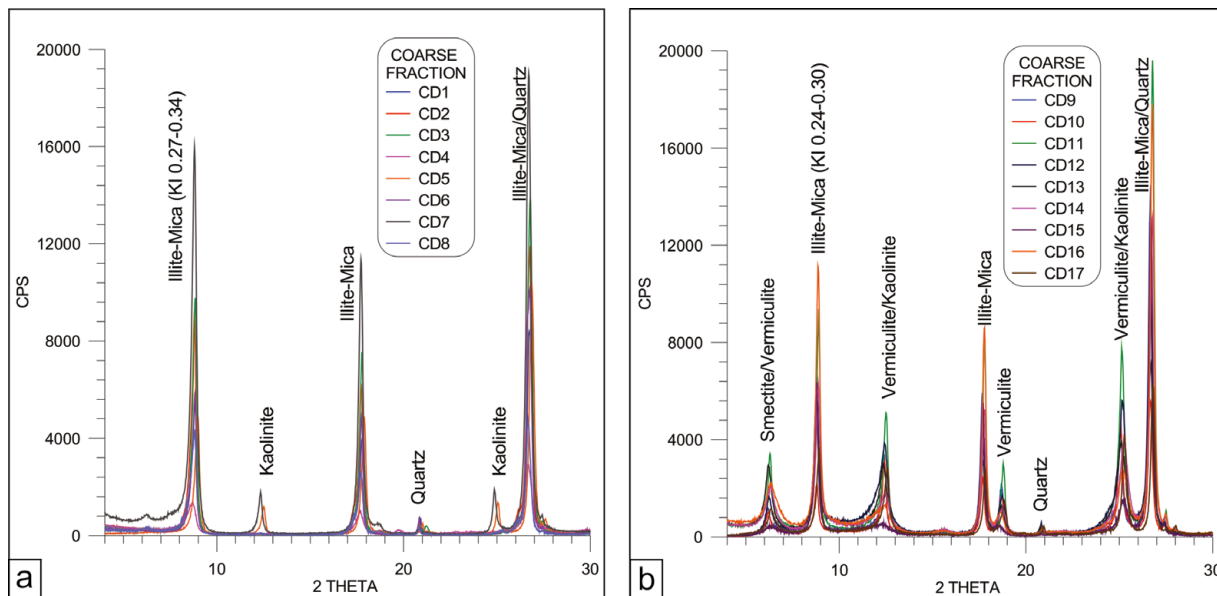 20000
16000
12000
8000
4000
0
CPS
10
20
30
2 THETA
a
COARSE
FRACTION
CD1
CD2
CD3
CD4
CD5
CD6
CD7
CD8
Illite-Mica (KI 0.27-0.34)
Kaolinite
Illite-Mica
Quartz
Kaolinite
Illite-Mica/Quartz
20000
16000
12000
8000
4000
0
CPS
10
20
30
2 THETA
b
COARSE
FRACTION
CD9
CD10
CD11
CD12
CD13
CD14
CD15
CD16
CD17
Smectite/Vermiculite
Illite-Mica (KI 0.24-0.30)
Vermiculite/Kaolinite
Illite-Mica
Vermiculite
Quartz
Vermiculite/Kaolinite
Illite-Mica/Quartz